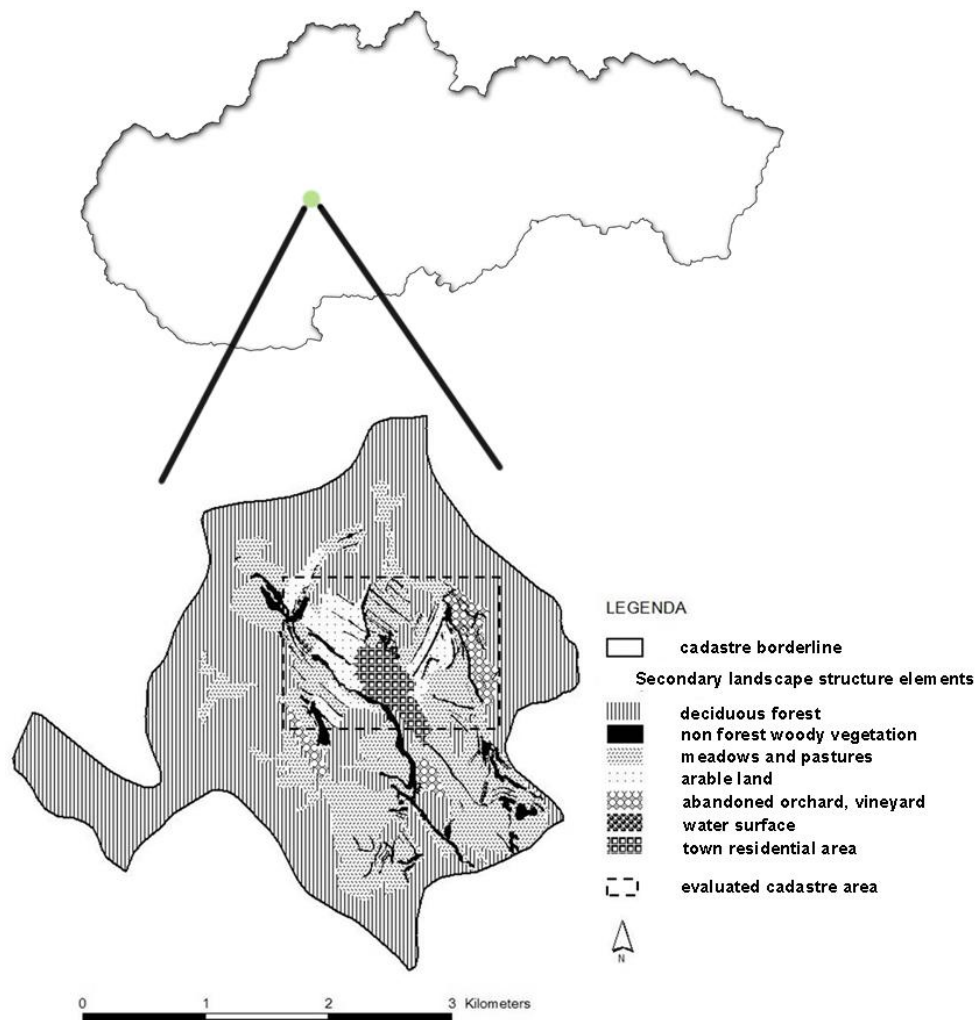 LEGENDA
cadastre borderline
Secondary landscape structure elements
deciduous forest
non forest woody vegetation
meadows and pastures
arable land
abandoned orchard, vineyard
water surface
town residential area
evaluated cadastre area
N
0 1 2 3 Kilometers